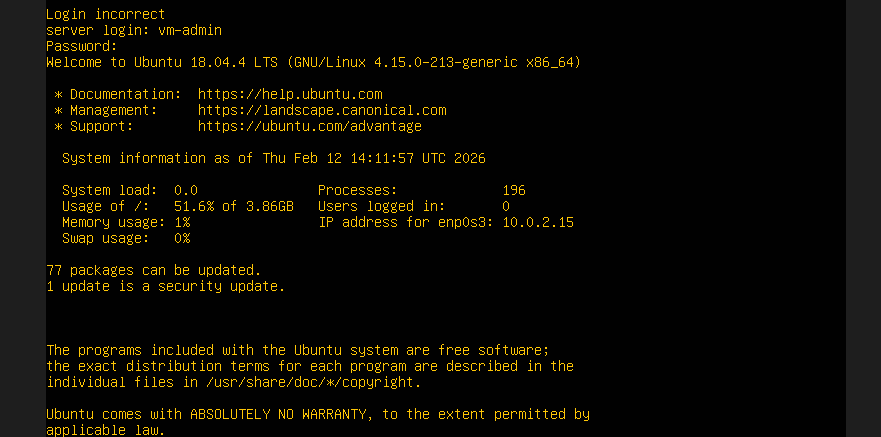 Login incorrect
server login: vm-admin
Password:
Welcome to Ubuntu 18.04.4 LTS (GNU/Linux 4.15.0-213-generic x86_64)
* Documentation:  https://help.ubuntu.com
* Management:     https://landscape.canonical.com
* Support:        https://ubuntu.com/advantage
System information as of Thu Feb 12 14:11:57 UTC 2026
System load:  0.0               Processes:             196
Usage of /:   51.6% of 3.86GB   Users logged in:       0
Memory usage: 1%                IP address for enp0s3: 10.0.2.15
Swap usage:   0%
77 packages can be updated.
1 update is a security update.
The programs included with the Ubuntu system are free software;
the exact distribution terms for each program are described in the
individual files in /usr/share/doc/*/copyright.
Ubuntu comes with ABSOLUTELY NO WARRANTY, to the extent permitted by
applicable law.